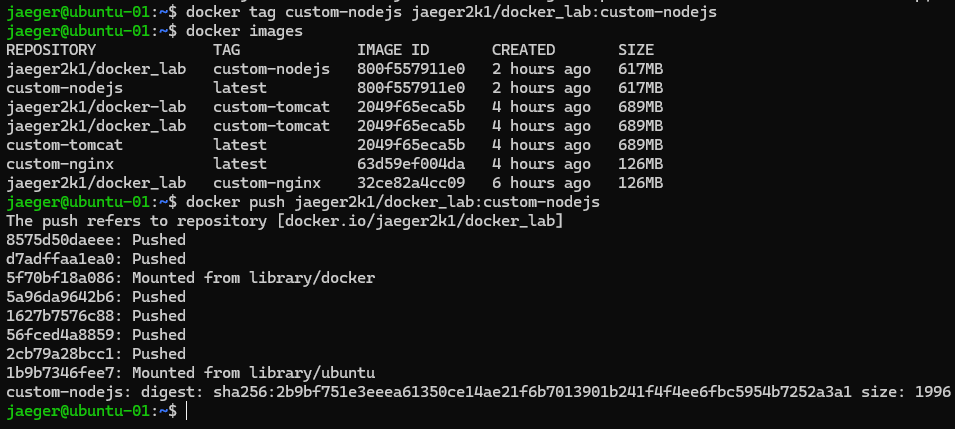 jaeger@ubuntu-01:~$ docker tag custom-nodejs jaeger2k1/docker_lab:custom-nodejs
jaeger@ubuntu-01:~$ docker images
REPOSITORY TAG IMAGE ID CREATED SIZE
jaeger2k1/docker_lab custom-nodejs 800f557911e0 2 hours ago 617MB
custom-nodejs latest 800f557911e0 2 hours ago 617MB
jaeger2k1/docker-lab custom-tomcat 2049f65eca5b 4 hours ago 689MB
jaeger2k1/docker_lab custom-tomcat 2049f65eca5b 4 hours ago 689MB
custom-tomcat latest 2049f65eca5b 4 hours ago 689MB
custom-nginx latest 63d59ef004da 4 hours ago 126MB
jaeger2k1/docker_lab custom-nginx 32ce82a4cc09 6 hours ago 126MB
jaeger@ubuntu-01:~$ docker push jaeger2k1/docker_lab:custom-nodejs
The push refers to repository [docker.io/jaeger2k1/docker_lab]
8575d50daeee: Pushed
d7adffaa1ea0: Pushed
5f70bf18a086: Mounted from library/docker
5a96da9642b6: Pushed
1627b7576c88: Pushed
56fced4a8859: Pushed
2cb79a28bcc1: Pushed
1b9b7346fee7: Mounted from library/ubuntu
custom-nodejs: digest: sha256:2b9bf751e3eeea61350ce14ae21f6b7013901b241f4f4ee6fbc5954b7252a3a1 size: 1996
jaeger@ubuntu-01:~$